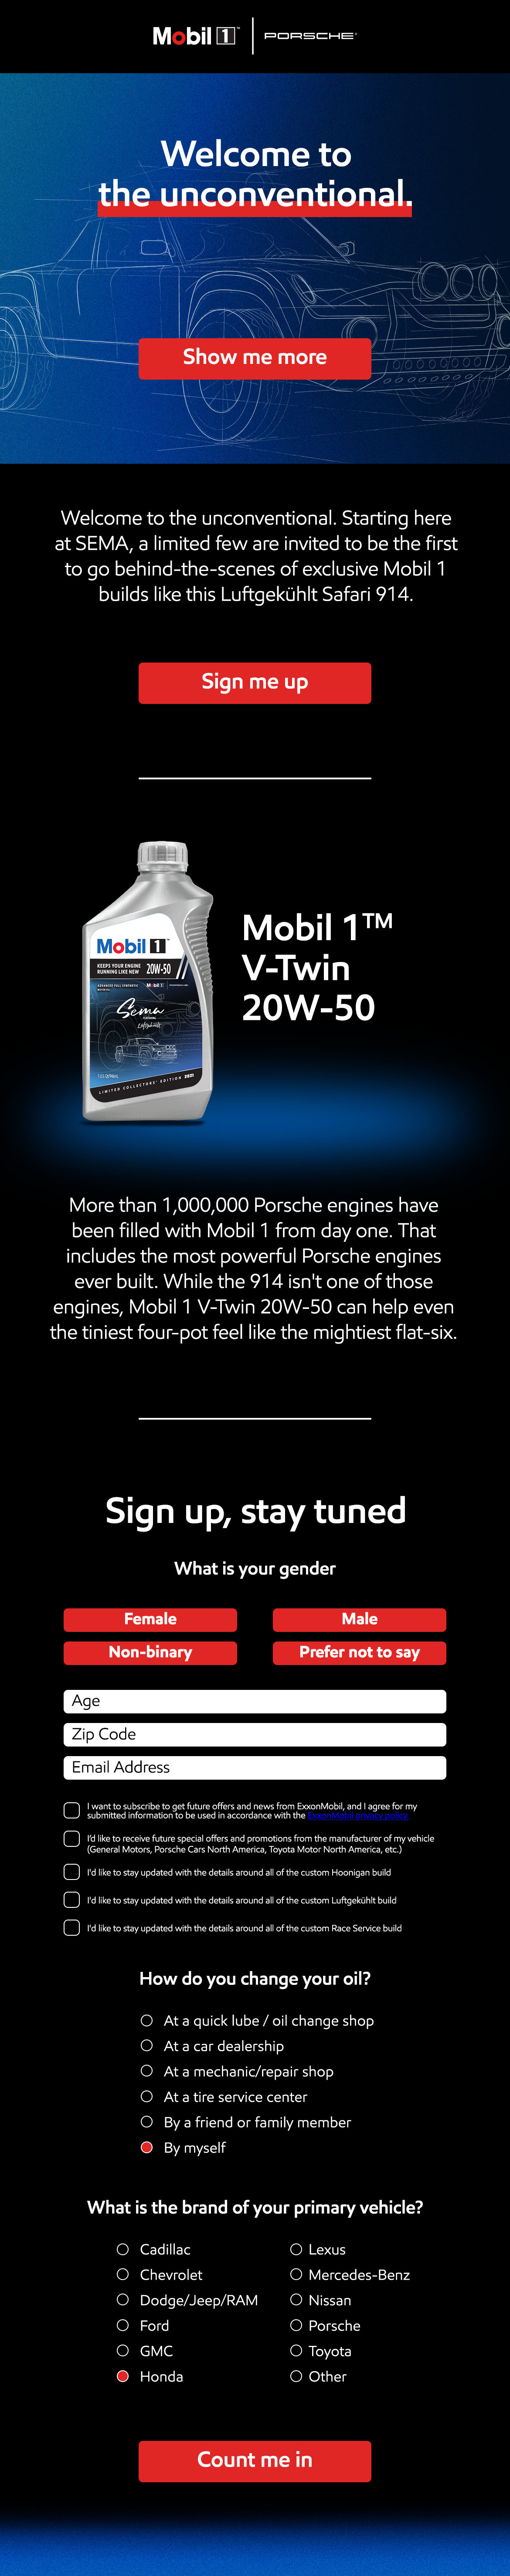 Mobil 1™
PORSCHE
Welcome to
the unconventional.
Show me more
Welcome to the unconventional. Starting here
at SEMA, a limited few are invited to be the first
to go behind-the-scenes of exclusive Mobil 1
builds like this Luftgekühlt Safari 914.
Sign me up
Mobil 1
KEEPS YOUR ENGINE
RUNNING LIKE NEW
20W-50
ADVANCED FULL SYNTHETIC
Mobil 1
Sema
Luftgekühlt
LIMITED COLLECTORS' EDITION 2021
Mobil 1™
V-Twin
20W-50
More than 1,000,000 Porsche engines have
been filled with Mobil 1 from day one. That
includes the most powerful Porsche engines
ever built. While the 914 isn't one of those
engines, Mobil 1 V-Twin 20W-50 can help even
the tiniest four-pot feel like the mightiest flat-six.
Sign up, stay tuned
What is your gender
Female
Male
Non-binary
Prefer not to say
Age
Zip Code
Email Address
I want to subscribe to get future offers and news from ExxonMobil, and I agree for my
submitted information to be used in accordance with the ExxonMobil privacy policy.
I'd like to receive future special offers and promotions from the manufacturer of my vehicle
(General Motors, Porsche Cars North America, Toyota Motor North America, etc.)
I'd like to stay updated with the details around all of the custom Hoonigan build
I'd like to stay updated with the details around all of the custom Luftgekühlt build
I'd like to stay updated with the details around all of the custom Race Service build
How do you change your oil?
At a quick lube / oil change shop
At a car dealership
At a mechanic/repair shop
At a tire service center
By a friend or family member
By myself
What is the brand of your primary vehicle?
Cadillac
Chevrolet
Dodge/Jeep/RAM
Ford
GMC
Honda
Lexus
Mercedes-Benz
Nissan
Porsche
Toyota
Other
Count me in